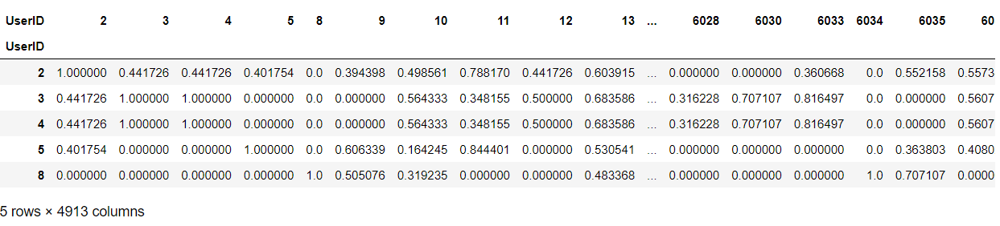 UserID 2 3 4 5 8 9 10 11 12 13 ... 6028 6030 6033 6034 6035 60
UserID
2 1.000000 0.441726 0.441726 0.401754 0.0 0.394398 0.498561 0.788170 0.441726 0.603915 ... 0.000000 0.000000 0.360668 0.0 0.552158 0.5573
3 0.441726 1.000000 1.000000 0.000000 0.0 0.000000 0.564333 0.348155 0.500000 0.683586 ... 0.316228 0.707107 0.816497 0.0 0.000000 0.5607
4 0.441726 1.000000 1.000000 0.000000 0.0 0.000000 0.564333 0.348155 0.500000 0.683586 ... 0.316228 0.707107 0.816497 0.0 0.000000 0.5607
5 0.401754 0.000000 0.000000 1.000000 0.0 0.606339 0.164245 0.844401 0.000000 0.530541 ... 0.000000 0.000000 0.000000 0.0 0.363803 0.4080
8 0.000000 0.000000 0.000000 0.000000 1.0 0.505076 0.319235 0.000000 0.000000 0.483368 ... 0.000000 0.000000 0.000000 1.0 0.707107 0.0000
5 rows × 4913 columns